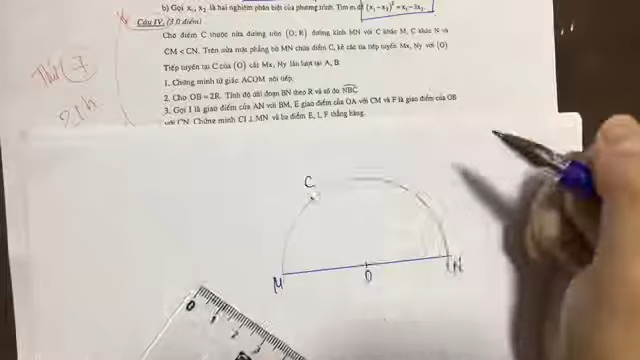 b) Gọi x₁, x₂ là hai nghiệm phân biệt của phương trình. Tìm m để (x₁−x₂)² = x₁−3x₂
Câu IV. (3,0 điểm)
Cho điểm C thuộc nửa đường tròn (O; R) đường kính MN với C khác M, C khác N và
CM < CN. Trên nửa mặt phẳng bờ MN chứa điểm C, kẻ các tia tiếp tuyến Mx, Ny với (O)
Tiếp tuyến tại C của (O) cắt Mx, Ny lần lượt tại A, B.
1. Chứng minh tứ giác ACOM nội tiếp.
2. Cho OB = 2R. Tính độ dài đoạn BN theo R và số đo NBC
3. Gọi I là giao điểm của AN với BM, E giao điểm của OA với CM và F là giao điểm của OB
với CN. Chứng minh CI ⊥ MN và ba điểm E, I, F thẳng hàng.
Thứ 7
21h
C
M
O
N
0 1 2